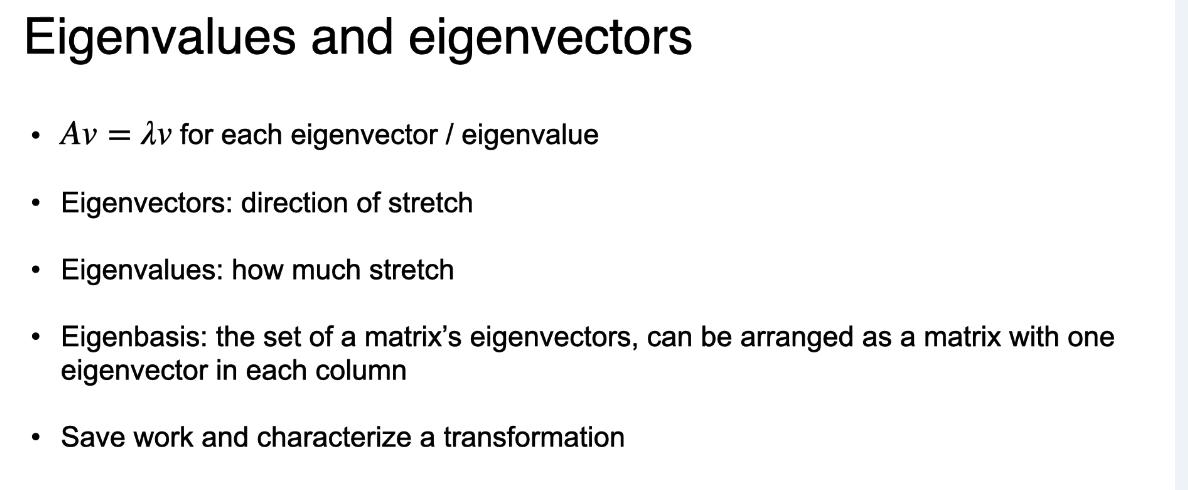 Eigenvalues and eigenvectors
• Av = λv for each eigenvector / eigenvalue
• Eigenvectors: direction of stretch
• Eigenvalues: how much stretch
• Eigenbasis: the set of a matrix’s eigenvectors, can be arranged as a matrix with one
eigenvector in each column
• Save work and characterize a transformation